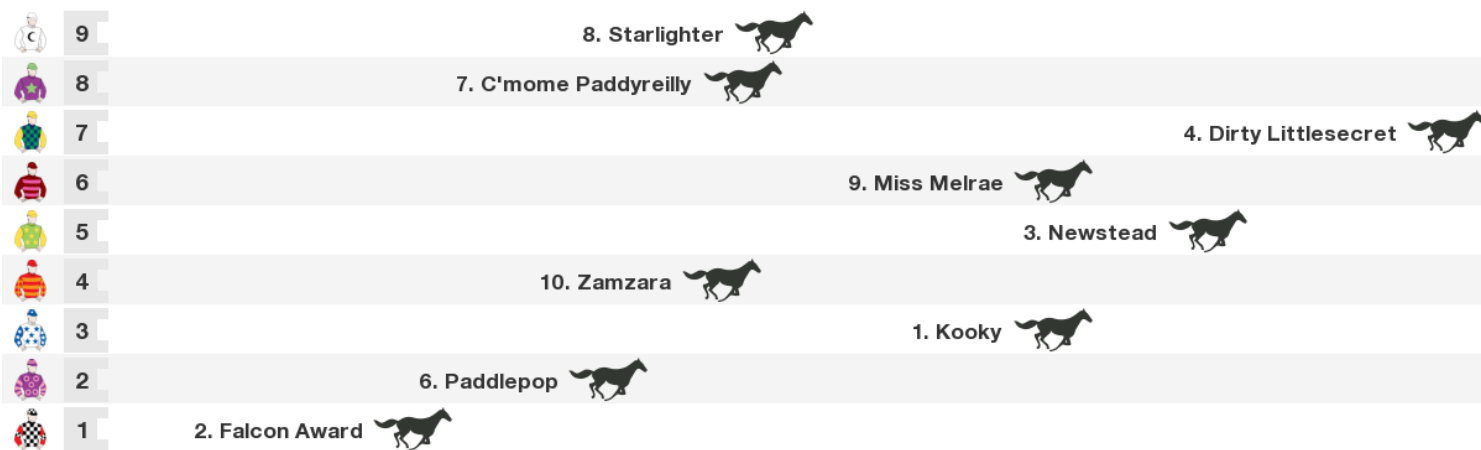 9 8. Starlighter
8 7. C'mome Paddyreilly
7 4. Dirty Littlesecret
6 9. Miss Melrae
5 3. Newstead
4 10. Zamzara
3 1. Kooky
2 6. Paddlepop
1 2. Falcon Award